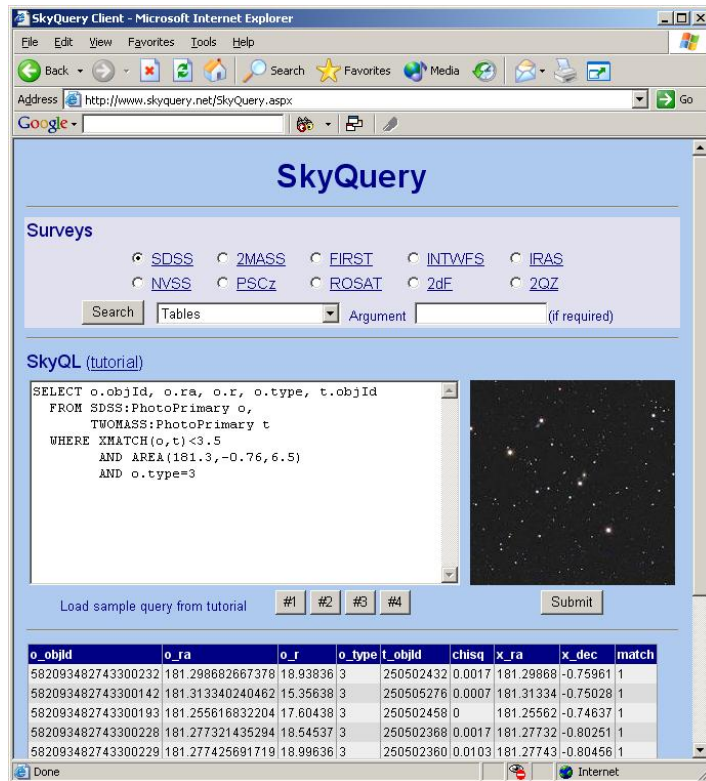 SkyQuery Client - Microsoft Internet Explorer
File Edit View Favorites Tools Help
Back Search Favorites Media
Address http://www.skyquery.net/SkyQuery.aspx Go
Google
SkyQuery
Surveys
SDSS 2MASS FIRST INTWFS IRAS
NVSS PSCz ROSAT 2dF 2QZ
Search Tables Argument (if required)
SkyQL (tutorial)
SELECT o.objId, o.ra, o.r, o.type, t.objId
FROM SDSS:PhotoPrimary o,
TWOMASS:PhotoPrimary t
WHERE XMATCH(o,t)<3.5
AND AREA(181.3,-0.76,6.5)
AND o.type=3
Load sample query from tutorial #1 #2 #3 #4 Submit
o_objId o_ra o_r o_type t_objId chisq x_ra x_dec match
582093482743300232 181.298682667378 18.93836 3 250502432 0.0017 181.29868 -0.75961 1
582093482743300142 181.313340240462 15.35638 3 250505276 0.0007 181.31334 -0.75028 1
582093482743300193 181.255616832204 17.60438 3 250502458 0 181.25562 -0.74637 1
582093482743300228 181.277321435294 18.54537 3 250502368 0.0017 181.27732 -0.80251 1
582093482743300229 181.277425691719 18.99636 3 250502360 0.0103 181.27743 -0.80456 1
Done Internet